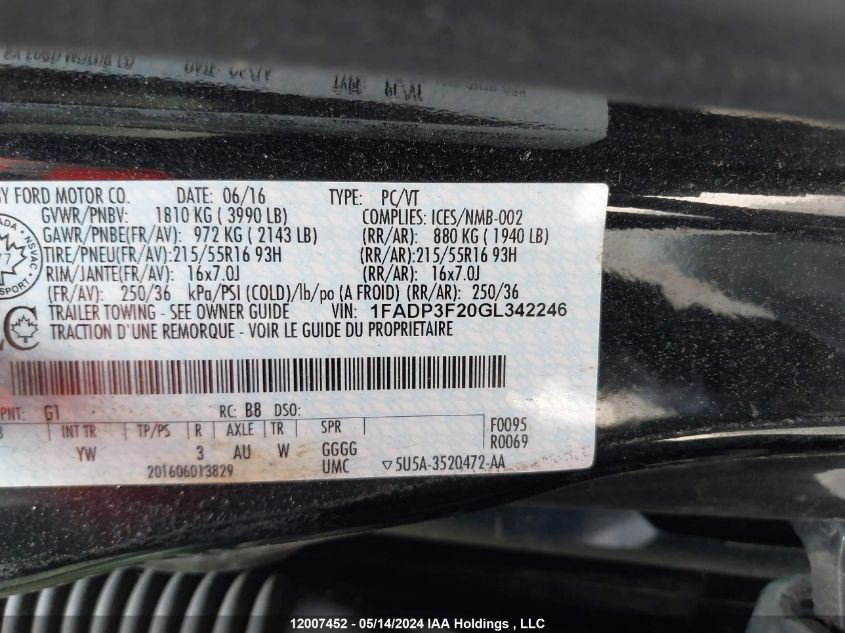 Y FORD MOTOR CO. DATE: 06/16 TYPE: PC/VT
GVWR/PNBV: 1810 KG ( 3990 LB) COMPLIES: ICES/NMB-002
GAWR/PNBE(FR/AV): 972 KG ( 2143 LB) (RR/AR): 880 KG ( 1940 LB)
TIRE/PNEU(FR/AV): 215/55R16 93H (RR/AR): 215/55R16 93H
RIM/JANTE(FR/AV): 16x7.0J (RR/AR): 16x7.0J
(FR/AV): 250/36 kPa/PSI (COLD)/lb/po (A FROID) (RR/AR): 250/36
TRAILER TOWING - SEE OWNER GUIDE VIN: 1FADP3F20GL342246
TRACTION D'UNE REMORQUE - VOIR LE GUIDE DU PROPRIETAIRE
PNT: G1 RC: B8 DSO:
INT TR TP/PS R AXLE TR SPR F0095
YW 3 AU W GGGG R0069
201606013829 UMC 5U5A-3520472-AA
12007452 - 05/14/2024 IAA Holdings , LLC